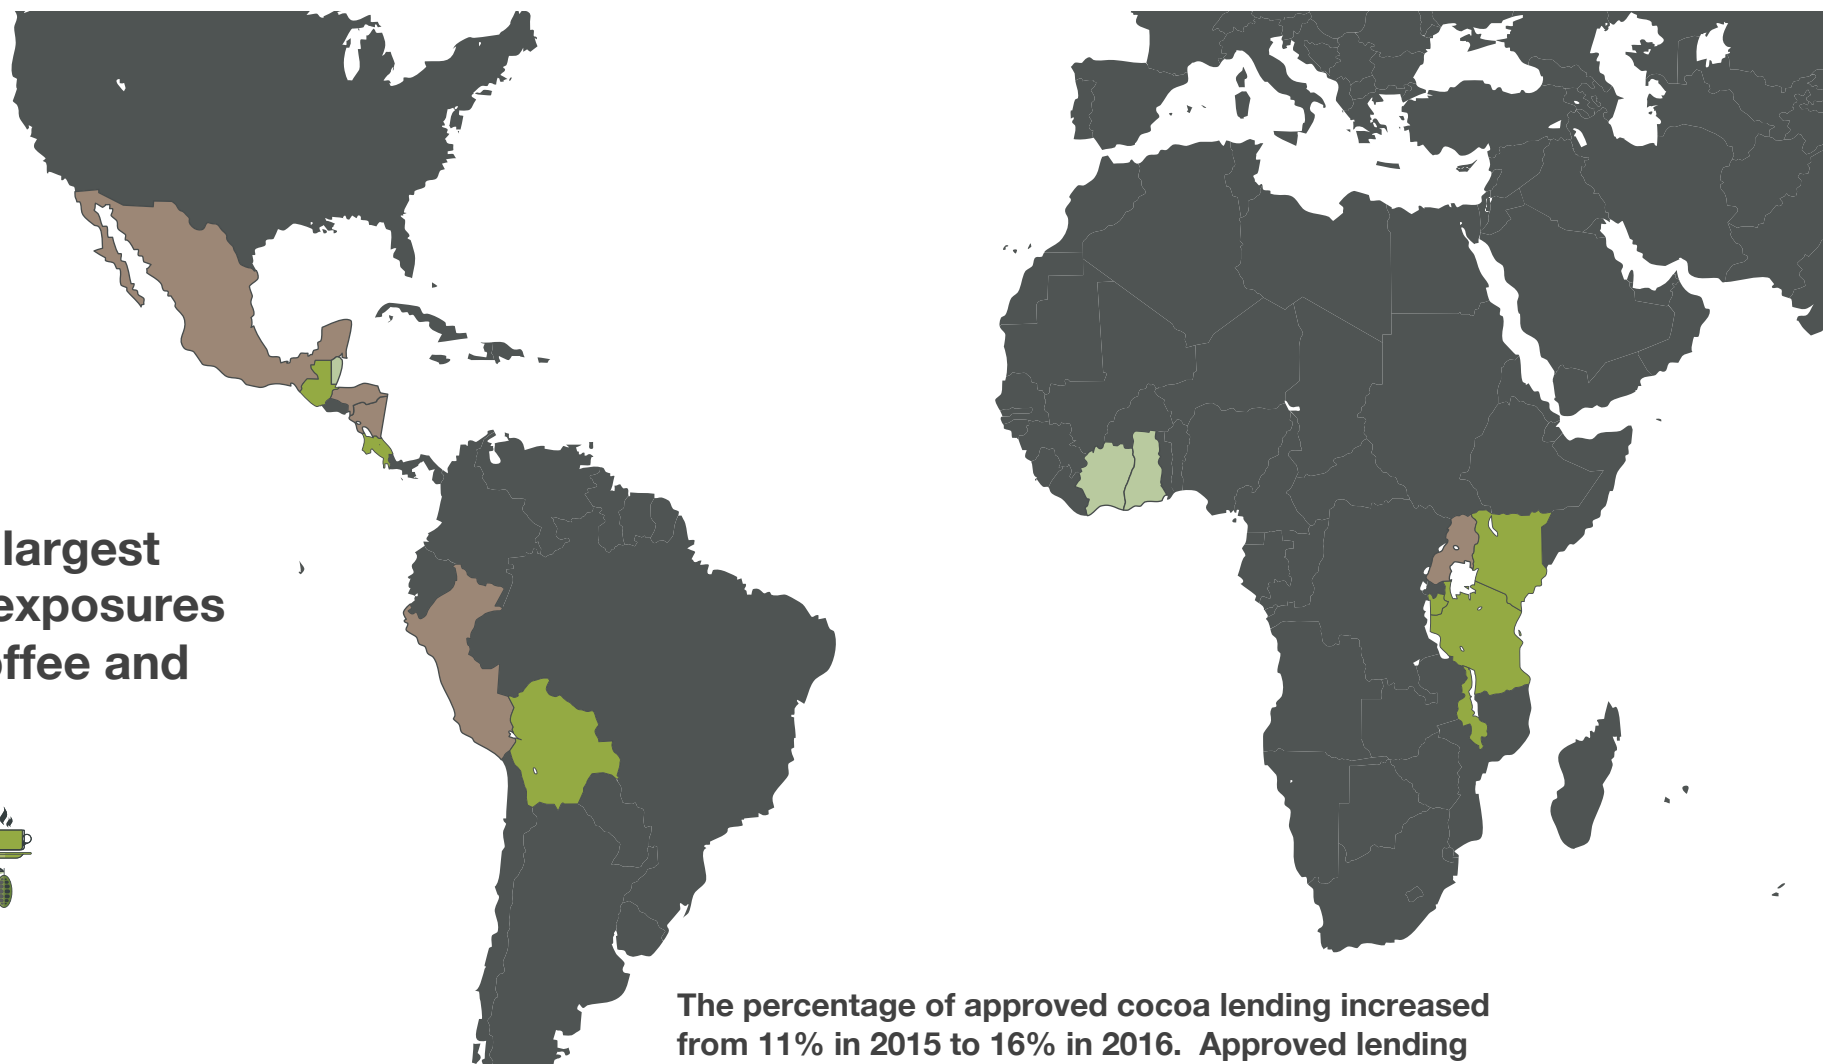 largest
exposures
ffee and
The percentage of approved cocoa lending increased
from 11% in 2015 to 16% in 2016. Approved lending